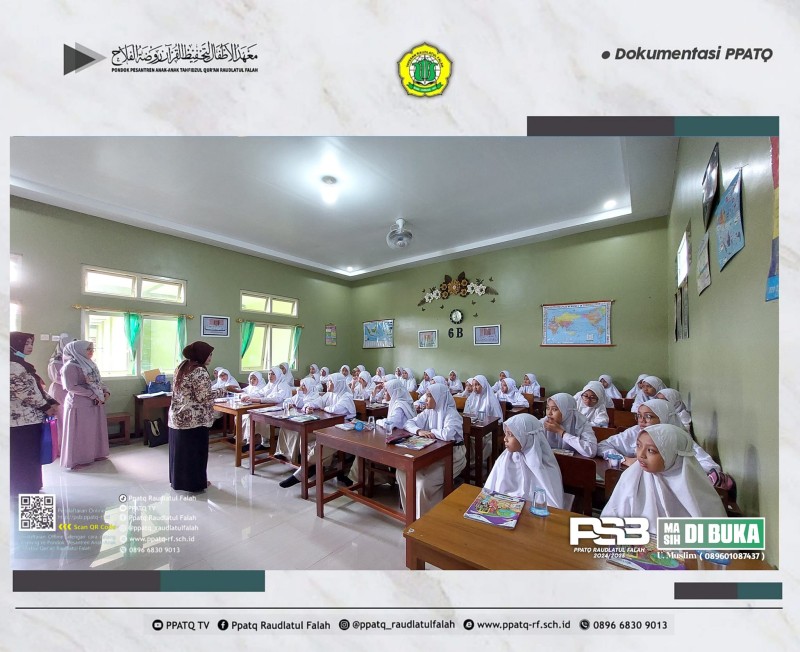 معهد الأطفال لتحفيظ القرآن روضة الفلاح
PONDOK PESANTREN ANAK-ANAK TAHFIDZUL QUR'AN RAUDLATUL FALAH
Dokumentasi PPATQ
6B
Scan QR Code
Ppatq Raudlatul Falah
PPATQ TV
Ppatq Raudlatul Falah
@ppatq_raudlatulfalah
www.ppatq-rf.sch.id
0896 6830 9013
PSB
PPATQ RAUDLATUL FALAH
2024/2025
MASIH DI BUKA
U. Muslim ( 089601087437 )
PPATQ TV Ppatq Raudlatul Falah @ppatq_raudlatulfalah www.ppatq-rf.sch.id 0896 6830 9013